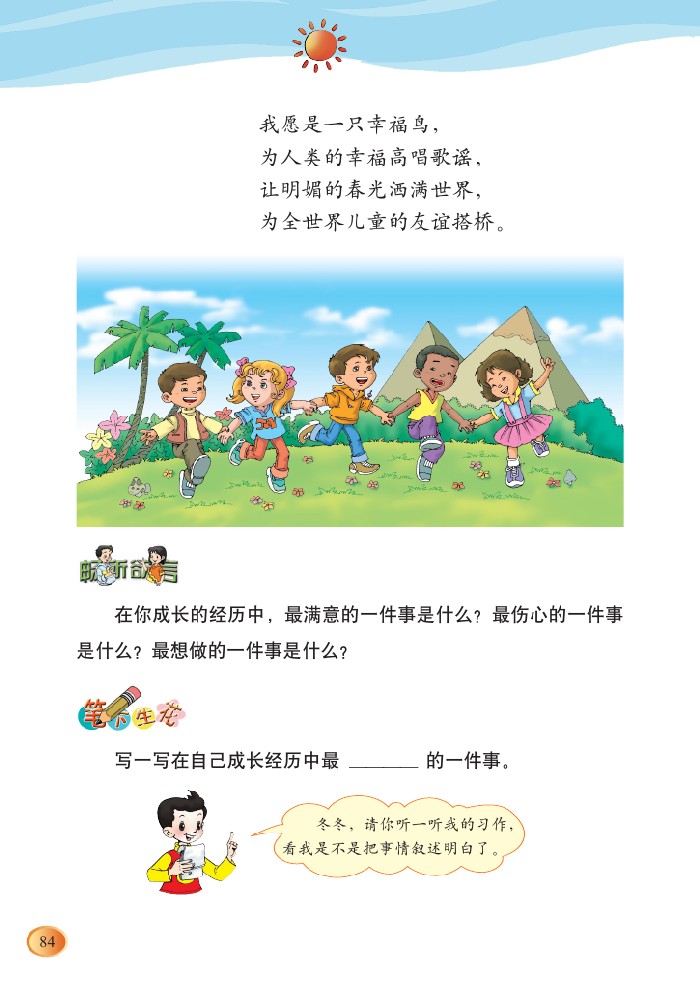 我愿是一只幸福鸟，
为人类的幸福高唱歌谣，
让明媚的春光洒满世界，
为全世界儿童的友谊搭桥。
畅所欲言
在你成长的经历中，最满意的一件事是什么？最伤心的一件事
是什么？最想做的一件事是什么？
笔下生花
写一写在自己成长经历中最 ________ 的一件事。
冬冬，请你听一听我的习作，
看我是不是把事情叙述明白了。
84